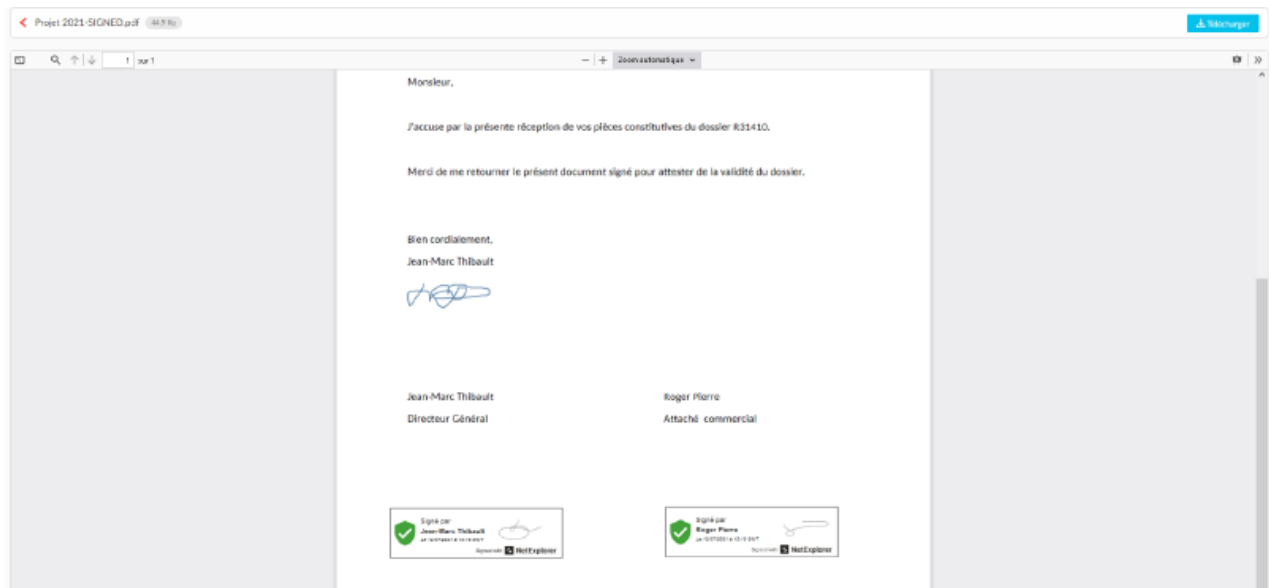 Projet 2021-SIGNED.pdf
Télécharger
1 sur 1
Zoom automatique
Monsieur,
J'accuse par la présente réception de vos pièces constitutives du dossier R31410.
Merci de me retourner le présent document signé pour attester de la validité du dossier.
Bien cordialement,
Jean-Marc Thibault
Jean-Marc Thibault
Roger Pierre
Directeur Général
Attaché commercial
Signé par
Jean-Marc Thibault
NetExplorer
Signé par
Roger Pierre
NetExplorer